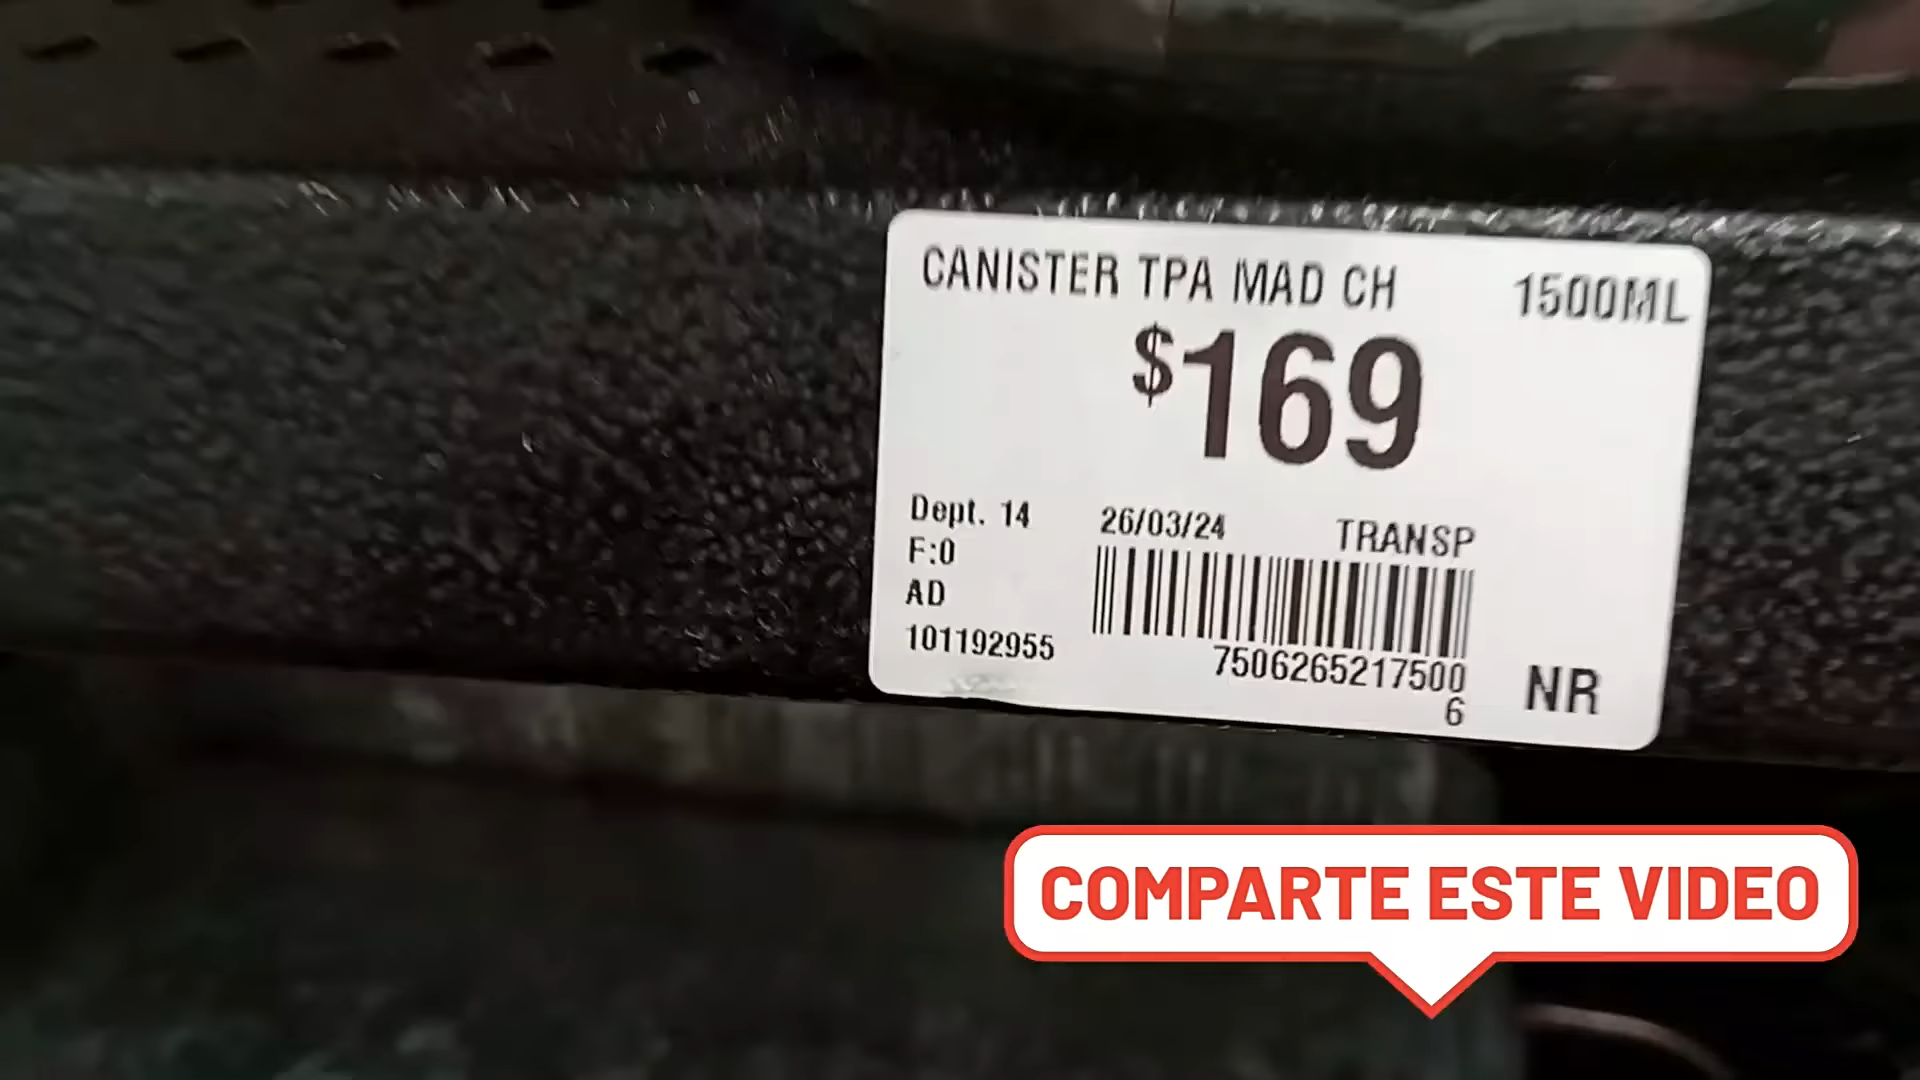 CANISTER TPA MAD CH 1500ML
$169
Dept. 14 26/03/24 TRANSP
F:0
AD
101192955
7506265217500
6 NR
COMPARTE ESTE VIDEO